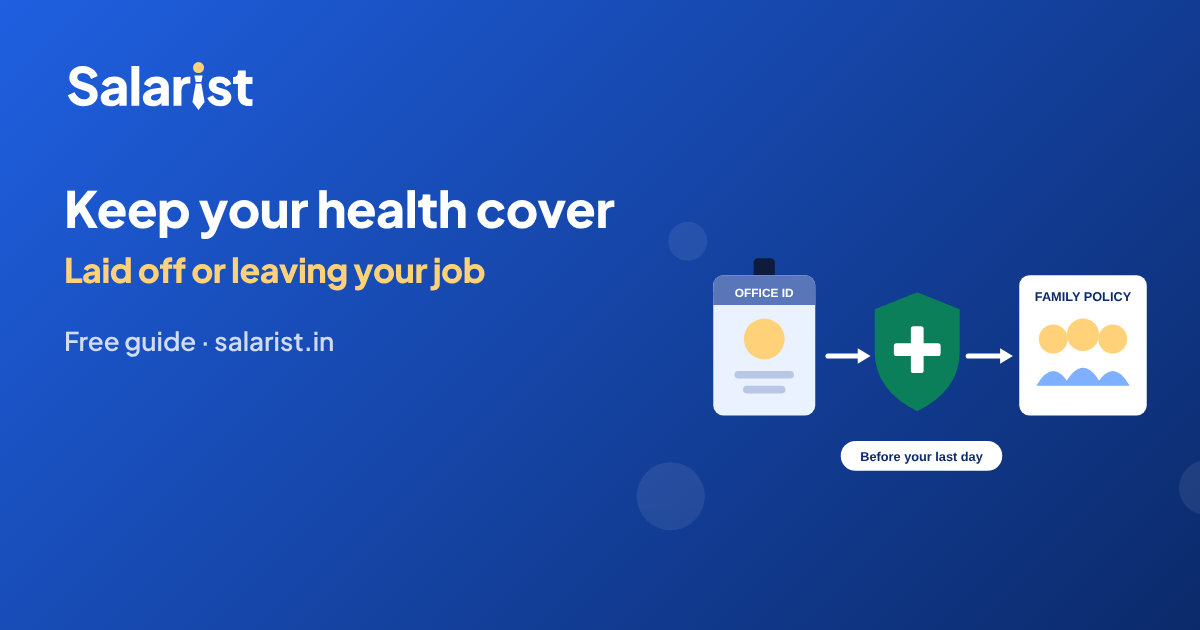 Salarist
Keep your health cover
Laid off or leaving your job
Free guide · salarist.in
OFFICE ID
FAMILY POLICY
Before your last day